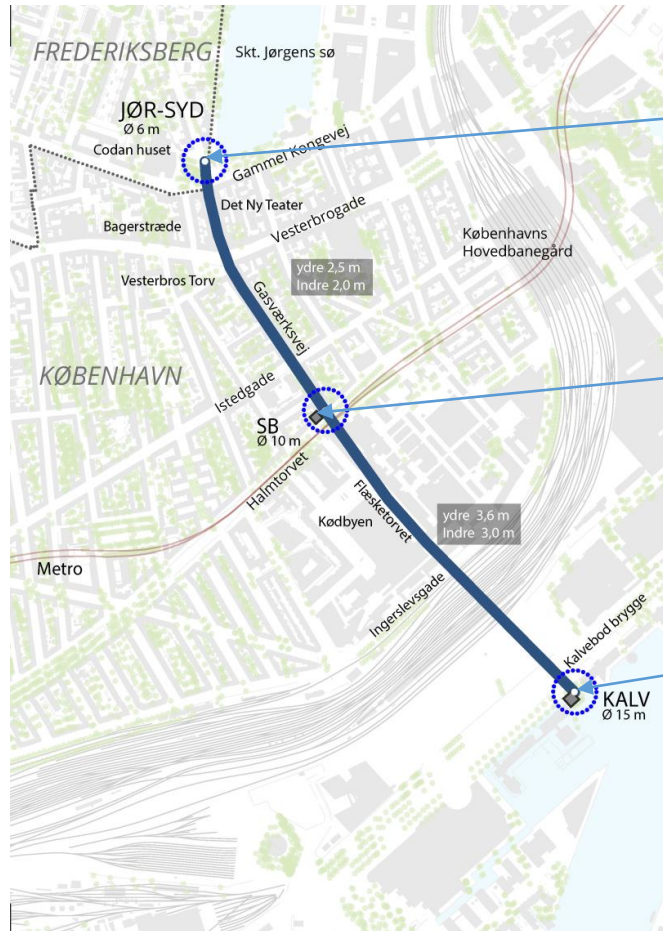 FREDERIKSBERG
Skt. Jørgens sø
JØR-SYD
Ø 6 m
Codan huset
Gammel Kongevej
Det Ny Teater
Bagerstræde
Vesterbrogade
Københavns
Hovedbanegård
Vesterbros Torv
ydre 2,5 m
Indre 2,0 m
Gasværksvej
KØBENHAVN
Istedgade
SB
Ø 10 m
Halmtorvet
Flæsketorvet
Kødbyen
ydre 3,6 m
Indre 3,0 m
Metro
Ingerslevsgade
Kalvebod brygge
KALV
Ø 15 m